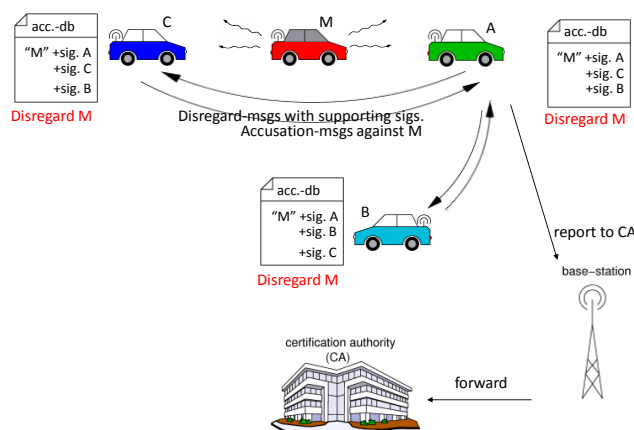 acc.-db
"M" +sig. A
+sig. C
+sig. B
Disregard M
C
M
A
acc.-db
"M" +sig. A
+sig. C
+sig. B
Disregard M
Disregard-msgs with supporting sigs.
Accusation-msgs against M
acc.-db
"M" +sig. A
+sig. B
+sig. C
Disregard M
B
report to CA
base-station
certification authority
(CA)
forward